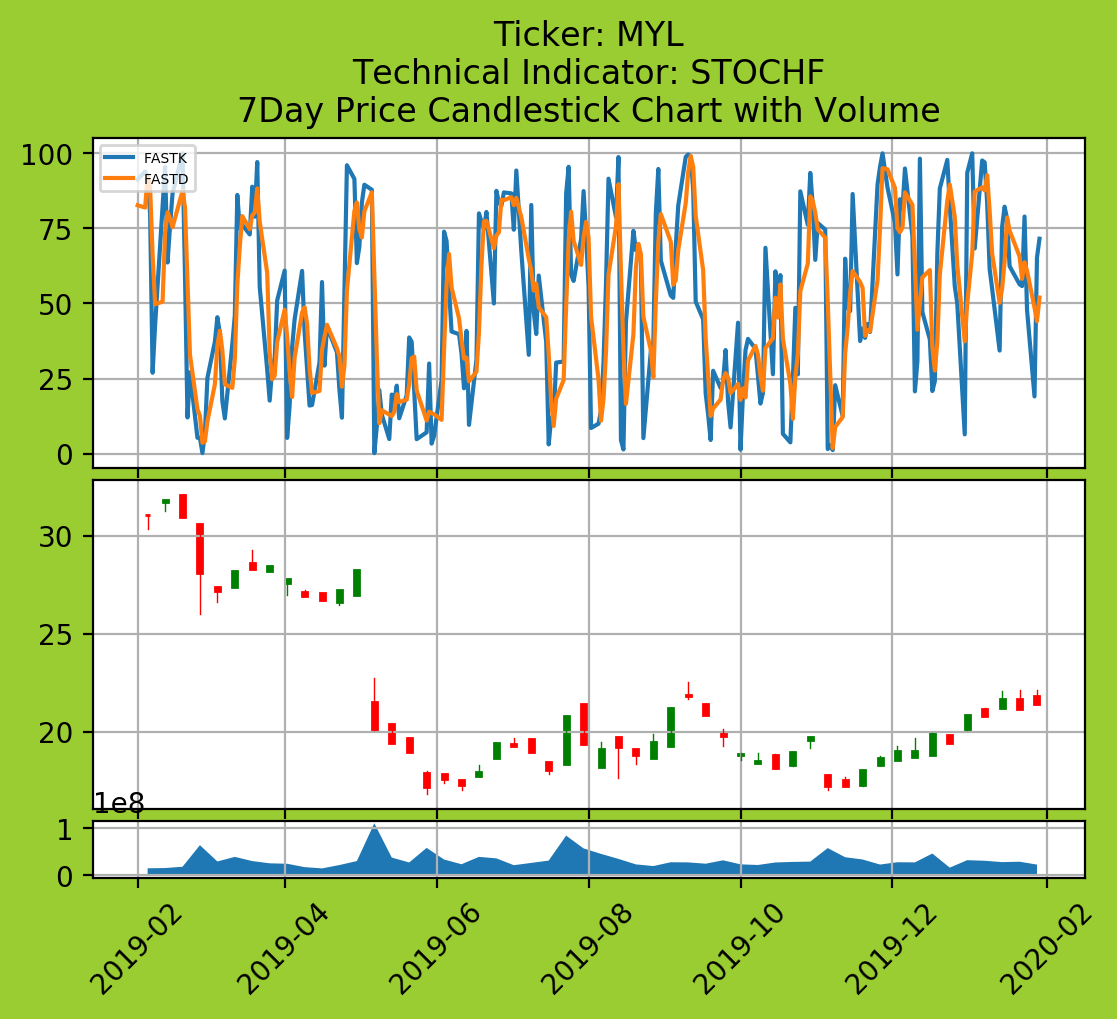 Ticker: MYL
Technical Indicator: STOCHF
7Day Price Candlestick Chart with Volume
100
75
50
25
0
FASTK
FASTD
30
25
20
1e8
1
0
2019-02
2019-04
2019-06
2019-08
2019-10
2019-12
2020-02